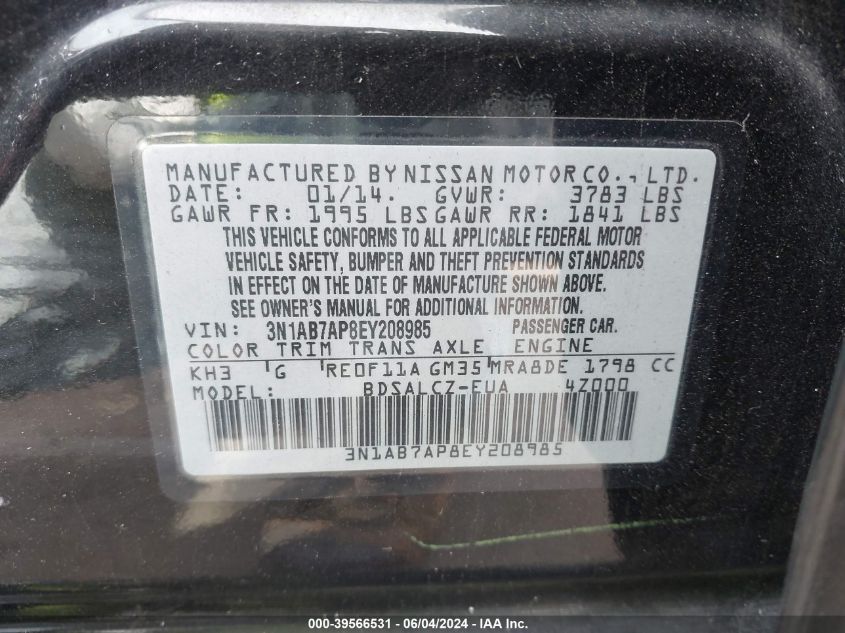 MANUFACTURED BY NISSAN MOTOR CO., LTD.
DATE: 01/14. GVWR: 3783 LBS
GAWR FR: 1995 LBS GAWR RR: 1841 LBS
THIS VEHICLE CONFORMS TO ALL APPLICABLE FEDERAL MOTOR
VEHICLE SAFETY, BUMPER AND THEFT PREVENTION STANDARDS
IN EFFECT ON THE DATE OF MANUFACTURE SHOWN ABOVE.
SEE OWNER'S MANUAL FOR ADDITIONAL INFORMATION.
VIN: 3N1AB7AP8EY208985 PASSENGER CAR.
COLOR TRIM TRANS AXLE ENGINE
KH3 G RE0F11A GM35 MRA8DE 1798 CC
MODEL: BDSALCZ-EUA 4Z000
3N1AB7AP8EY208985
000-39566531 - 06/04/2024 - IAA Inc.